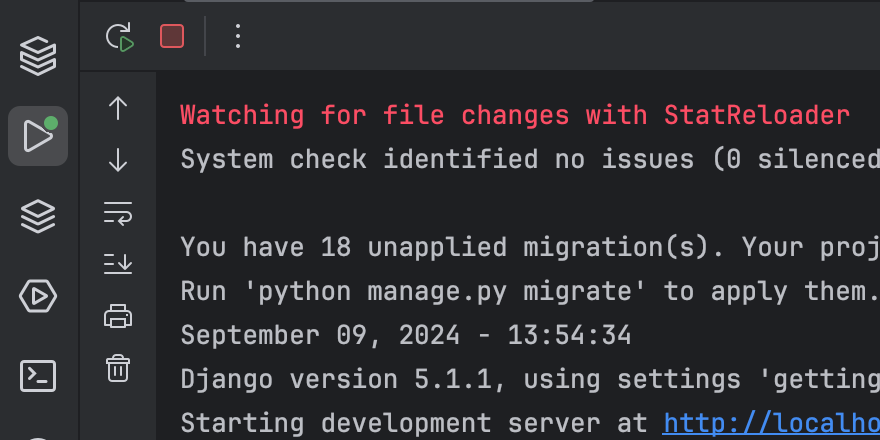 Watching for file changes with StatReloader
System check identified no issues (0 silenced

You have 18 unapplied migration(s). Your proj
Run 'python manage.py migrate' to apply them.
September 09, 2024 - 13:54:34
Django version 5.1.1, using settings 'getting
Starting development server at http://localho